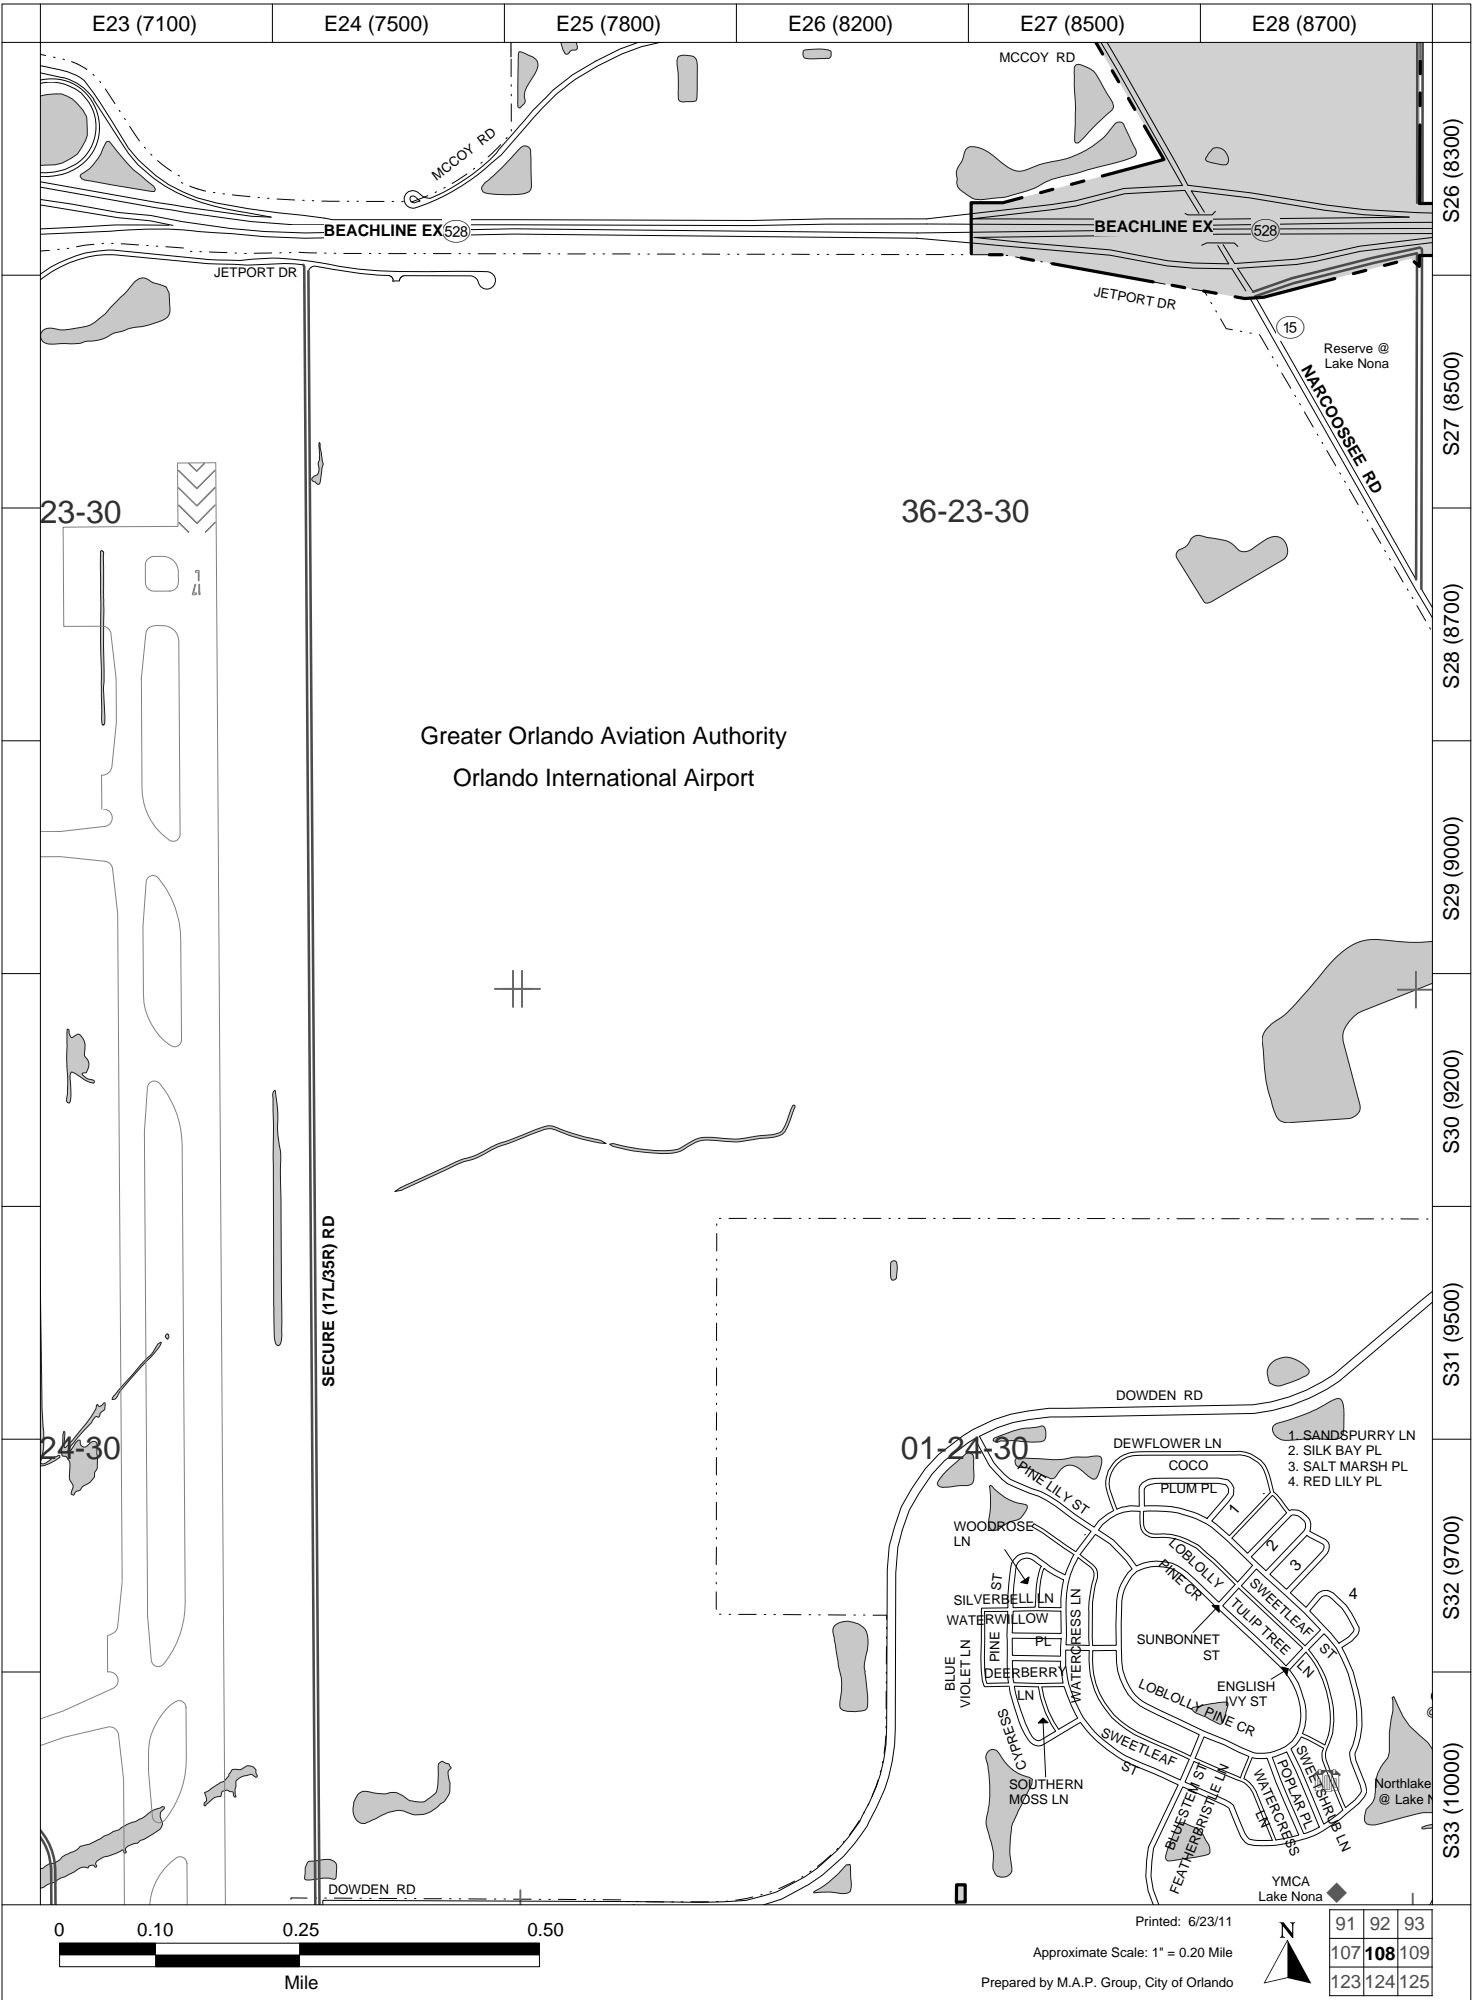 E23 (7100)
E24 (7500)
E25 (7800)
E26 (8200)
E27 (8500)
E28 (8700)
MCCOY RD
MCCOY RD
S26 (8300)
BEACHLINE EX
528
BEACHLINE EX
528
JETPORT DR
JETPORT DR
15
Reserve @
Lake Nona
NARCOOSSEE RD
S27 (8500)
23-30
36-23-30
17
L
S28 (8700)
Greater Orlando Aviation Authority
Orlando International Airport
S29 (9000)
S30 (9200)
SECURE (17L/35R) RD
S31 (9500)
DOWDEN RD
24-30
01-24-30
1. SANDSPURRY LN
2. SILK BAY PL
3. SALT MARSH PL
4. RED LILY PL
DEWFLOWER LN
COCO
PLUM PL
PINE LILY ST
1
2
3
4
WOODROSE
LN
LOBLOLLY
PINE CR
SWEETLEAF ST
TULIP TREE LN
S32 (9700)
SILVERBELL LN
WATERWILLOW
PL
PINE ST
WATERCRESS LN
SUNBONNET
ST
BLUE
VIOLET LN
DEERBERRY
LN
ENGLISH
IVY ST
LOBLOLLY PINE CR
CYPRESS
SWEETLEAF
ST
SOUTHERN
MOSS LN
BLUESTEM ST
FEATHERBRISTLE LN
WATERCRESS
LN
POPLAR PL
SWEETSHRUB LN
Northlake
@ Lake N
S33 (10000)
DOWDEN RD
YMCA
Lake Nona
0
0.10
0.25
0.50
Mile
Printed: 6/23/11
Approximate Scale: 1" = 0.20 Mile
Prepared by M.A.P. Group, City of Orlando
N
91 92 93
107 108 109
123 124 125